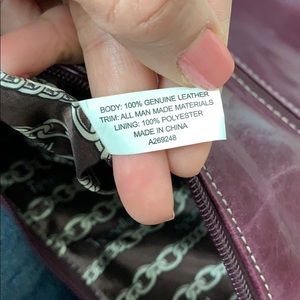 BODY: 100% GENUINE LEATHER
TRIM: ALL MAN MADE MATERIALS
LINING: 100% POLYESTER
MADE IN CHINA
A269248